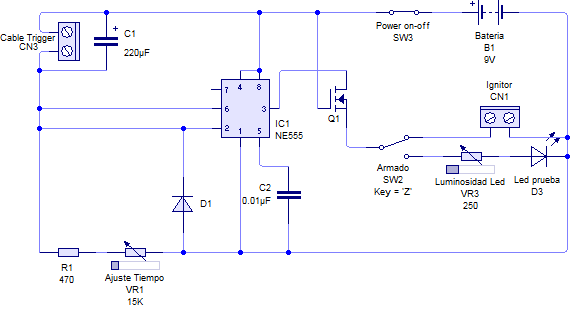 Cable Trigger
CN3
+
C1
220µF
Power on-off
SW3
+
Batería
B1
9V
Ignitor
CN1
7
4
8
6
3
2
1
5
IC1
NE555
Q1
Armado
SW2
Key = 'Z'
Luminosidad Led
VR3
250
Led prueba
D3
D1
C2
0.01µF
R1
470
Ajuste Tiempo
VR1
15K